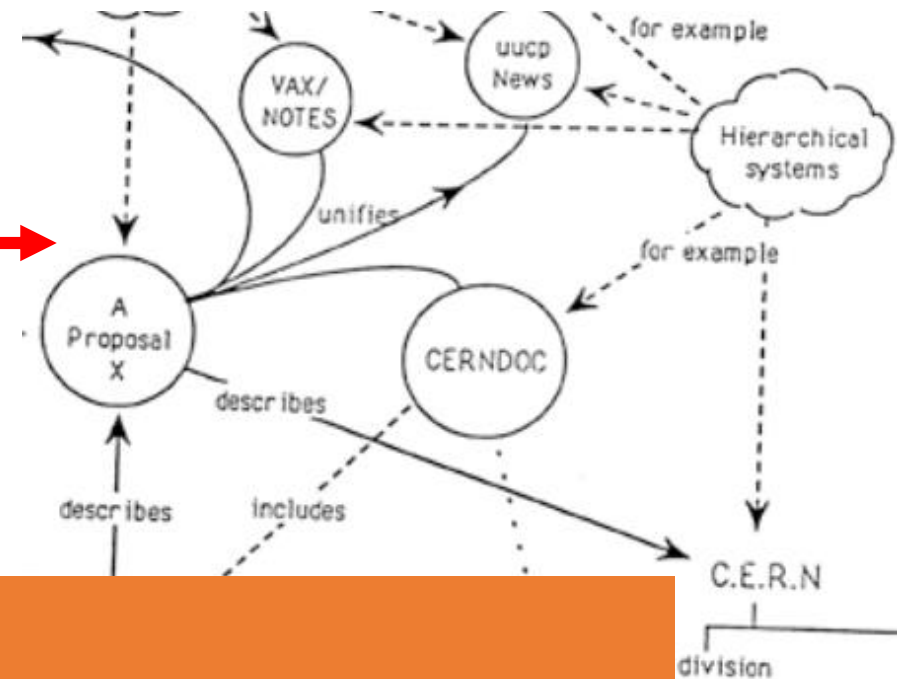 for example
uucp
News
VAX/
NOTES
Hierarchical
systems
unifies
for example
A
Proposal
X
CERNDOC
describes
describes
includes
C.E.R.N
division